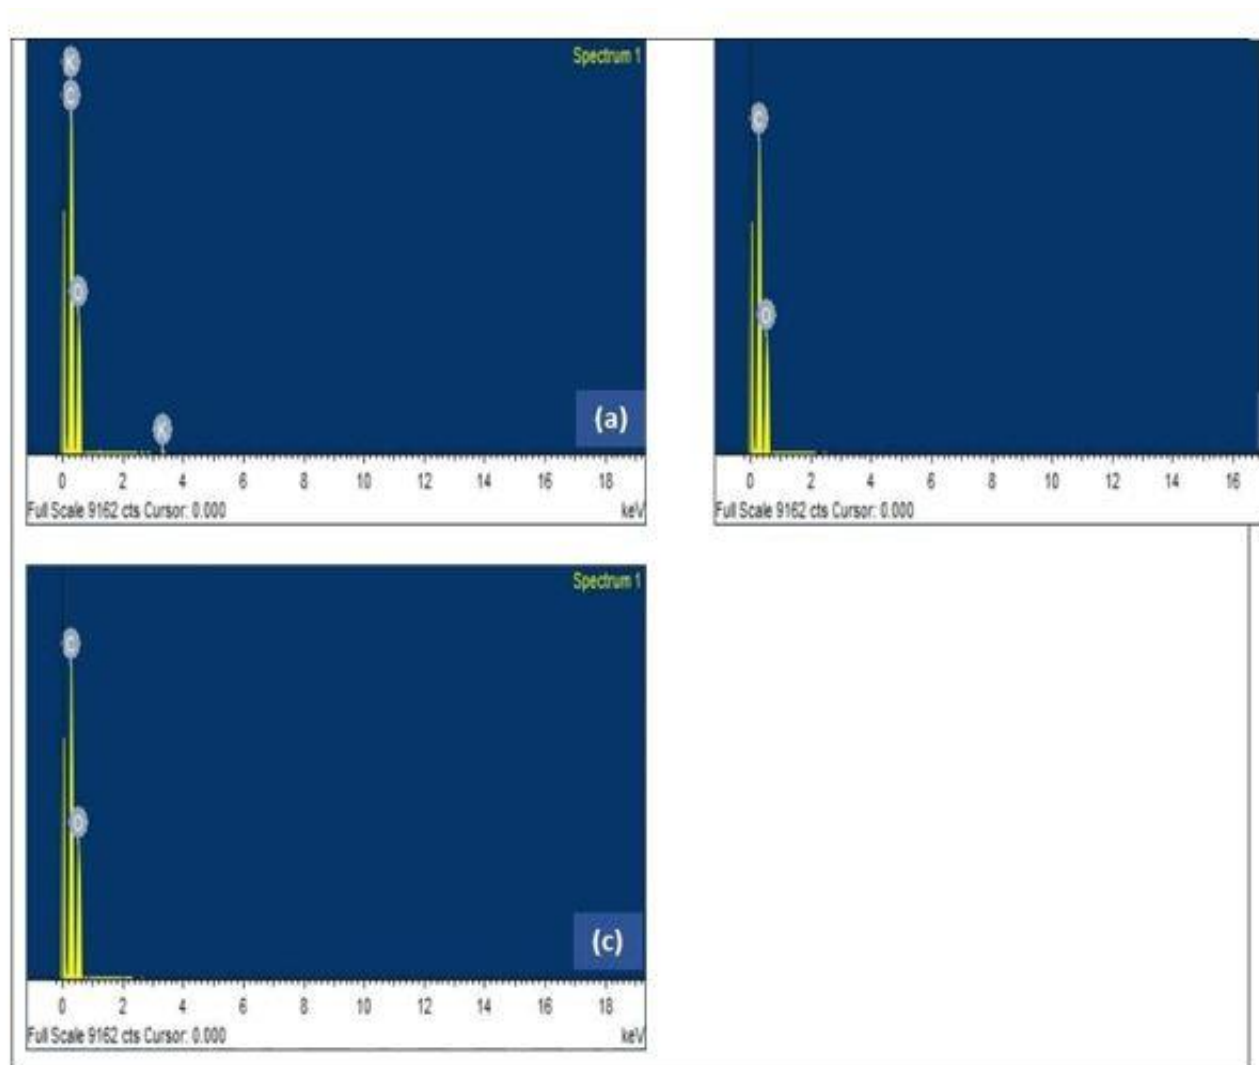 Spectrum 1
K
C
O
K
(a)
0 2 4 6 8 10 12 14 16 18
Full Scale 9162 cts Cursor: 0.000 keV
C
O
0 2 4 6 8 10 12 14 16
Full Scale 9162 cts Cursor: 0.000
Spectrum 1
C
O
(c)
0 2 4 6 8 10 12 14 16 18
Full Scale 9162 cts Cursor: 0.000 keV